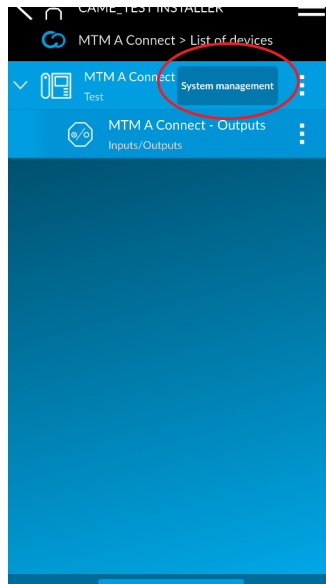 CAME_TEST INSTALLER
MTM A Connect > List of devices
MTM A Connect
System management
Test
MTM A Connect - Outputs
Inputs/Outputs